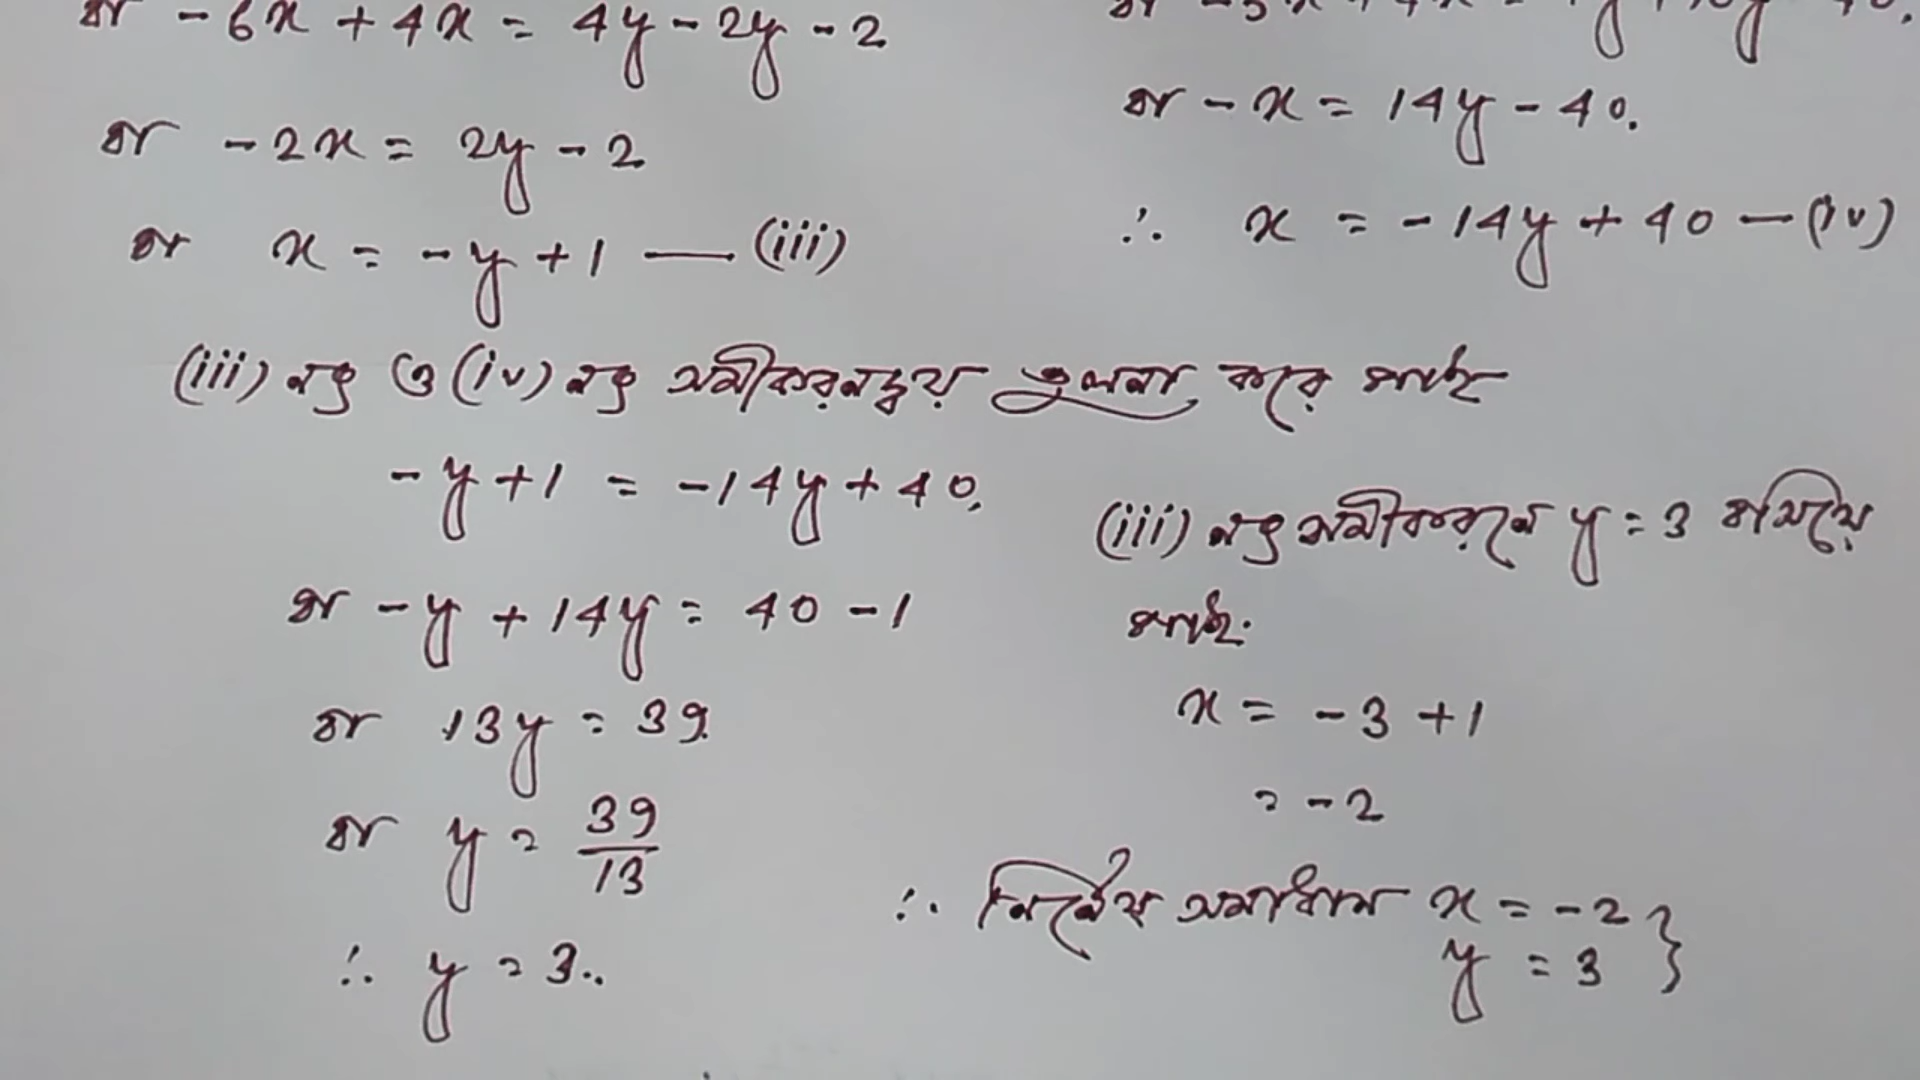 বা -6x + 4x = 4y - 2y - 2
বা -2x = 2y - 2
বা x = -y + 1 — (iii)
বা - x = 14y - 40.
∴ x = -14y + 40 — (iv)
(iii) নং ও (iv) নং সমীকরনদ্বয় তুলনা করে পাই
-y + 1 = -14y + 40.
বা -y + 14y = 40 - 1
বা 13y = 39.
বা y = 39/13
∴ y = 3..
(iii) নং সমীকরনে y = 3 বসিয়ে
পাই.
x = -3 + 1
= -2
∴ নির্নেয় সমাধান x = -2 }
y = 3